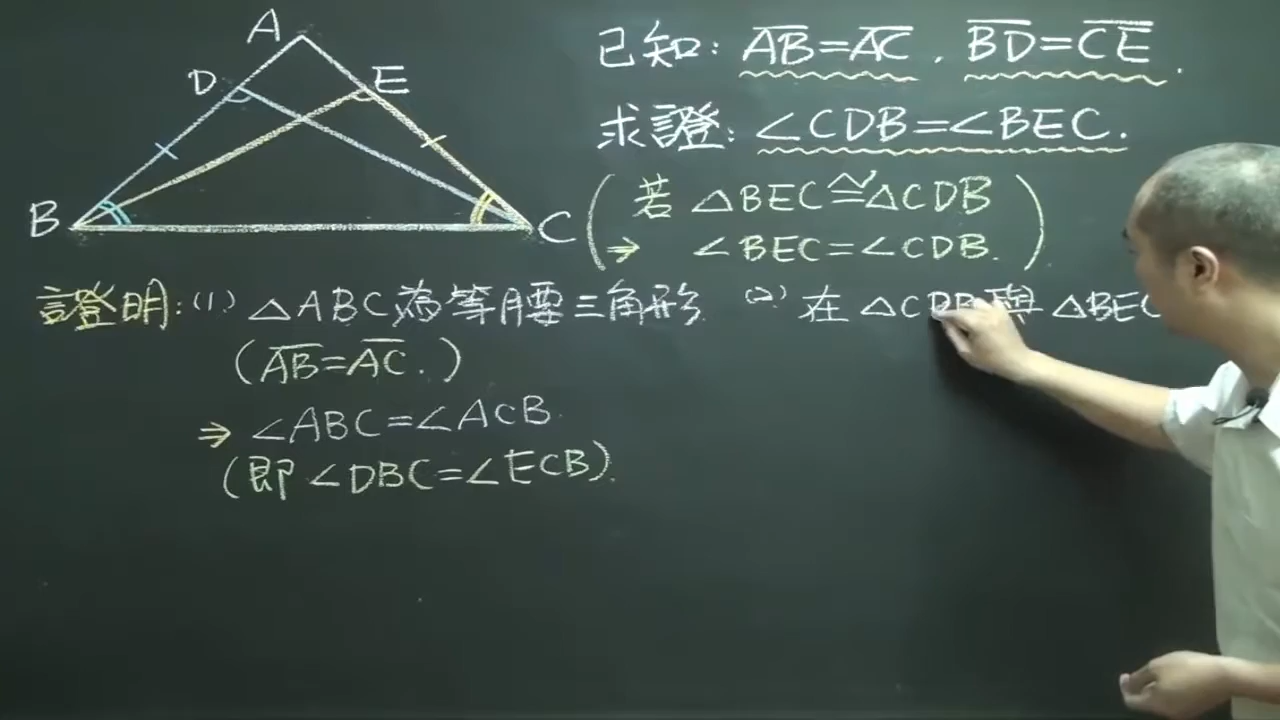 A
D
E
B
C
已知: AB=AC, BD=CE.
求證: ∠CDB=∠BEC.
(若 △BEC≅△CDB
⇒ ∠BEC=∠CDB.)
證明:(1) △ABC為等腰三角形.
(AB=AC.)
⇒ ∠ABC=∠ACB.
(即 ∠DBC=∠ECB).
(2) 在 △CDB與 △BEC